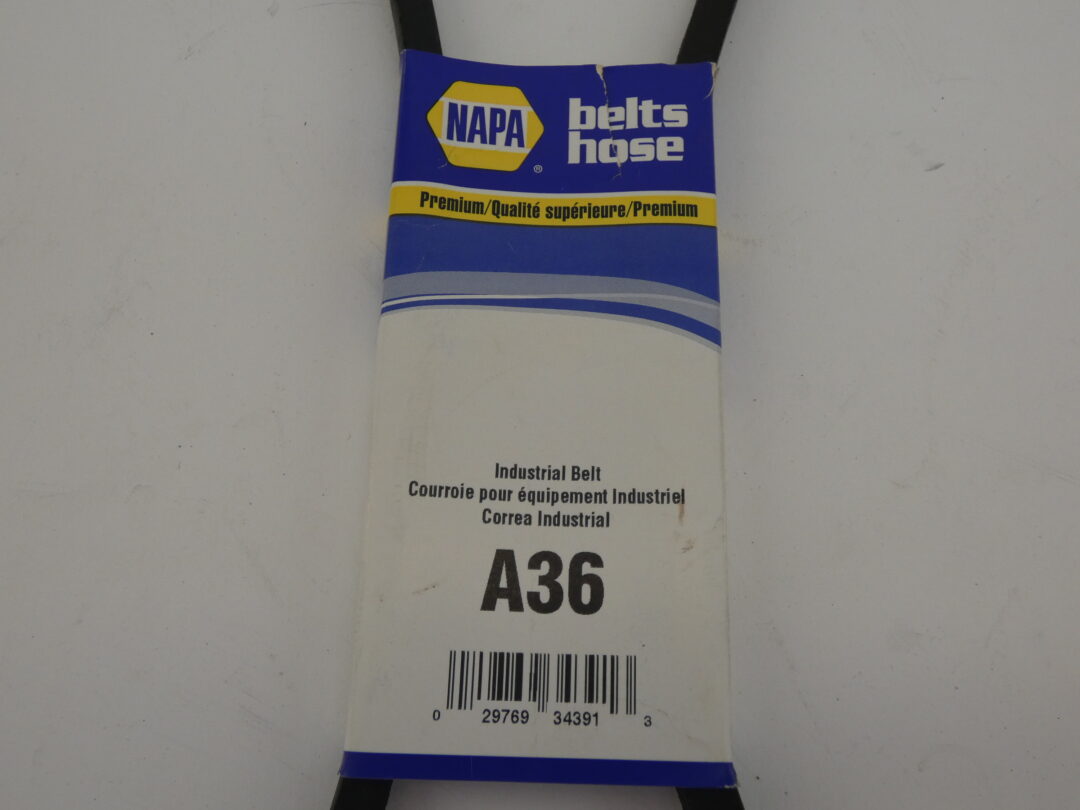 NAPA
®
belts
hose
Premium/Qualité supérieure/Premium
Industrial Belt
Courroie pour équipement Industriel
Correa Industrial
A36
0 29769 34391 3